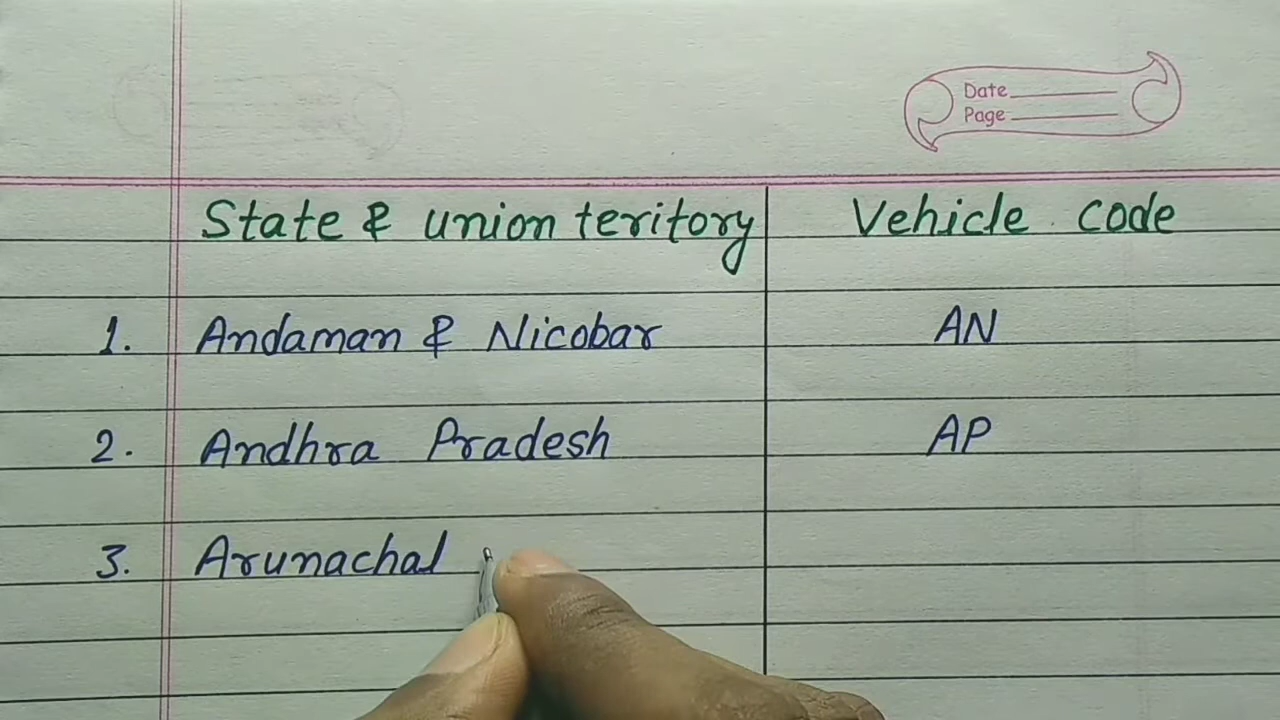 Date
Page
State & union teritory Vehicle code
1. Andaman & Nicobar AN
2. Andhra Pradesh AP
3. Arunachal